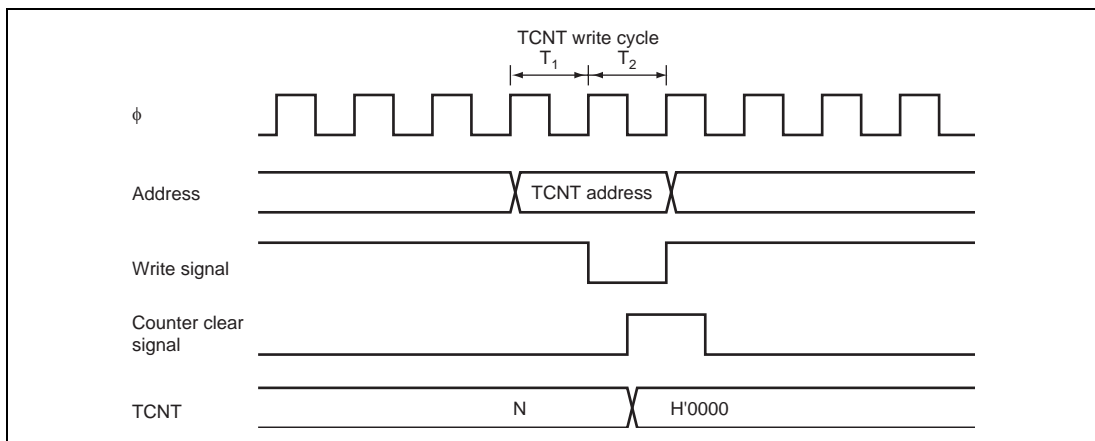 TCNT write cycle
T1 T2
ϕ
Address
TCNT address
Write signal
Counter clear
signal
TCNT
N
H'0000